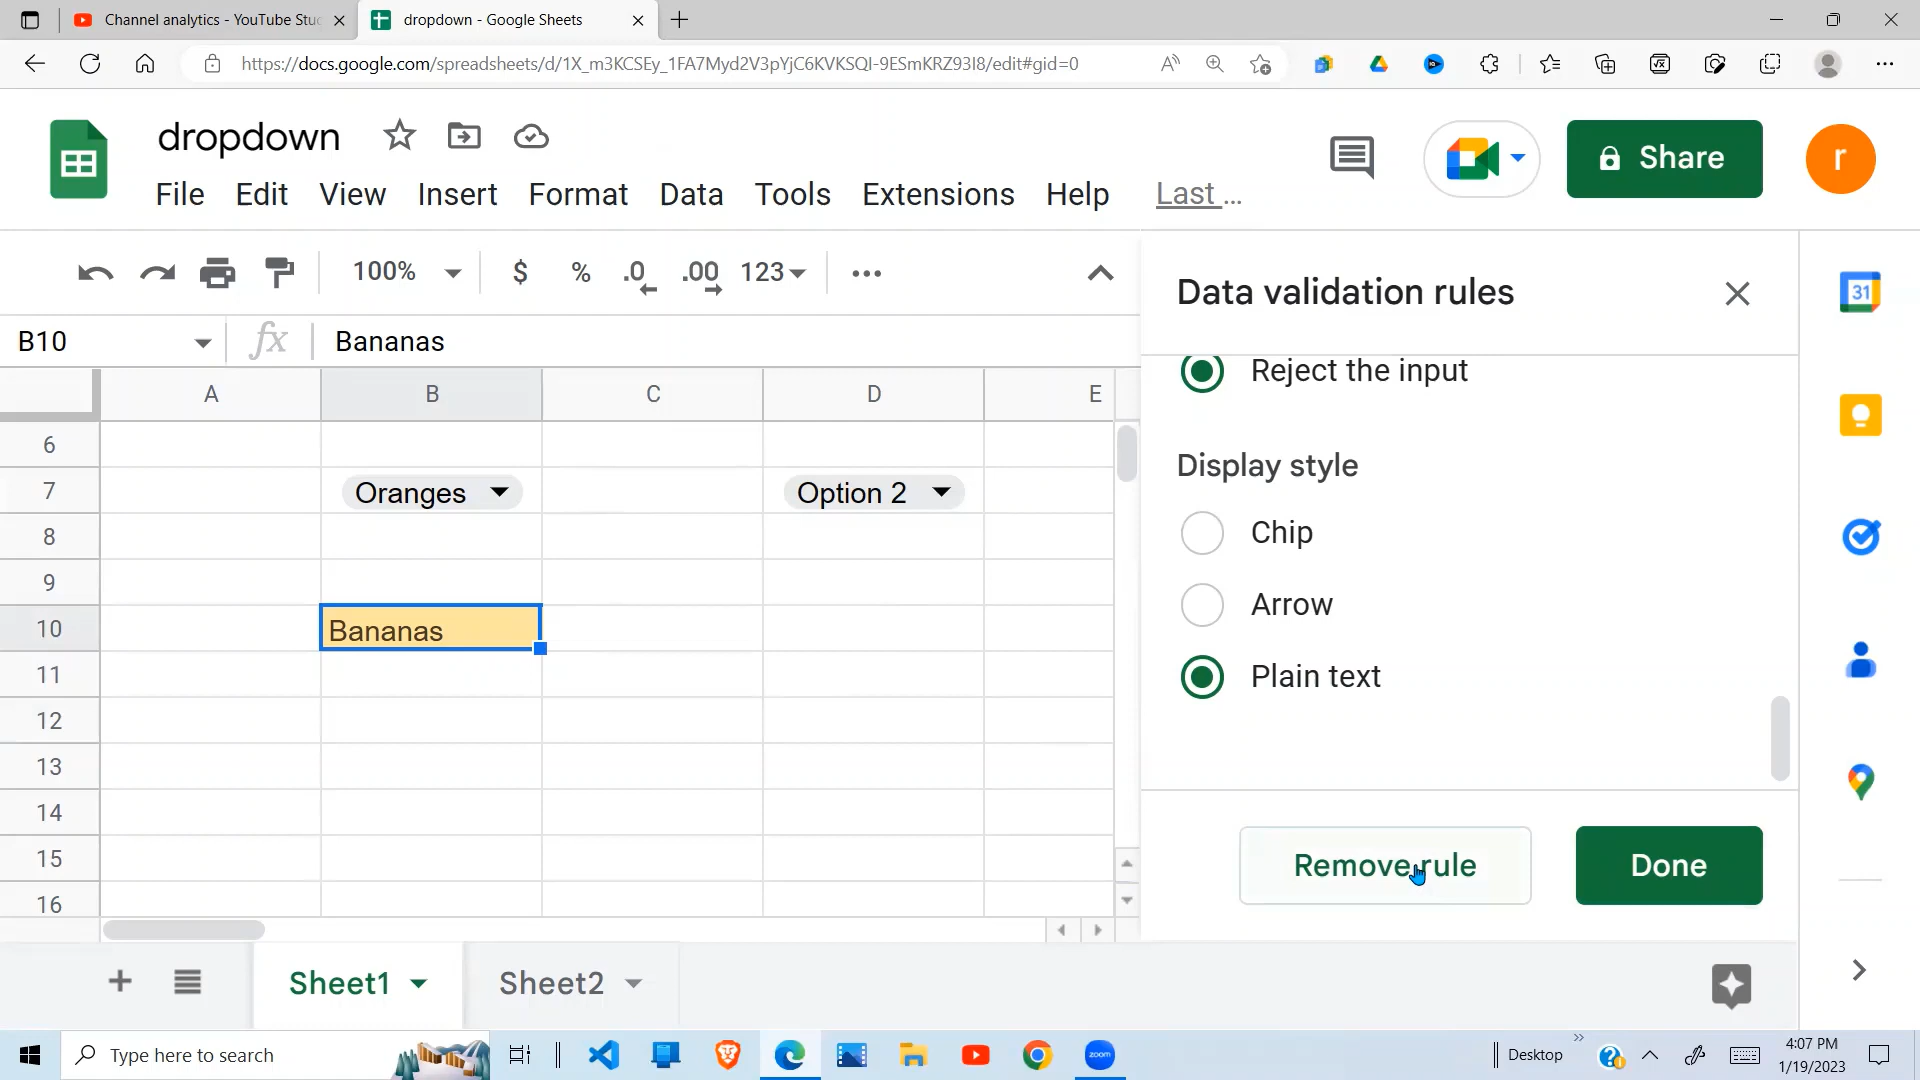 Channel analytics - YouTube Stu
dropdown - Google Sheets
https://docs.google.com/spreadsheets/d/1X_m3KCSEy_1FA7Myd2V3pYjC6KVKSQI-9ESmKRZ93I8/edit#gid=0
dropdown
Share
r
File Edit View Insert Format Data Tools Extensions Help Last ...
100% $ % .0 .00 123
31
Data validation rules
B10 fx Bananas
Reject the input
A B C D E
6
7 Oranges Option 2
8
9
10 Bananas
11
12
13
14
15
16
Display style
Chip
Arrow
Plain text
Remove rule Done
Sheet1 Sheet2
Type here to search
zoom
Desktop
4:07 PM
1/19/2023